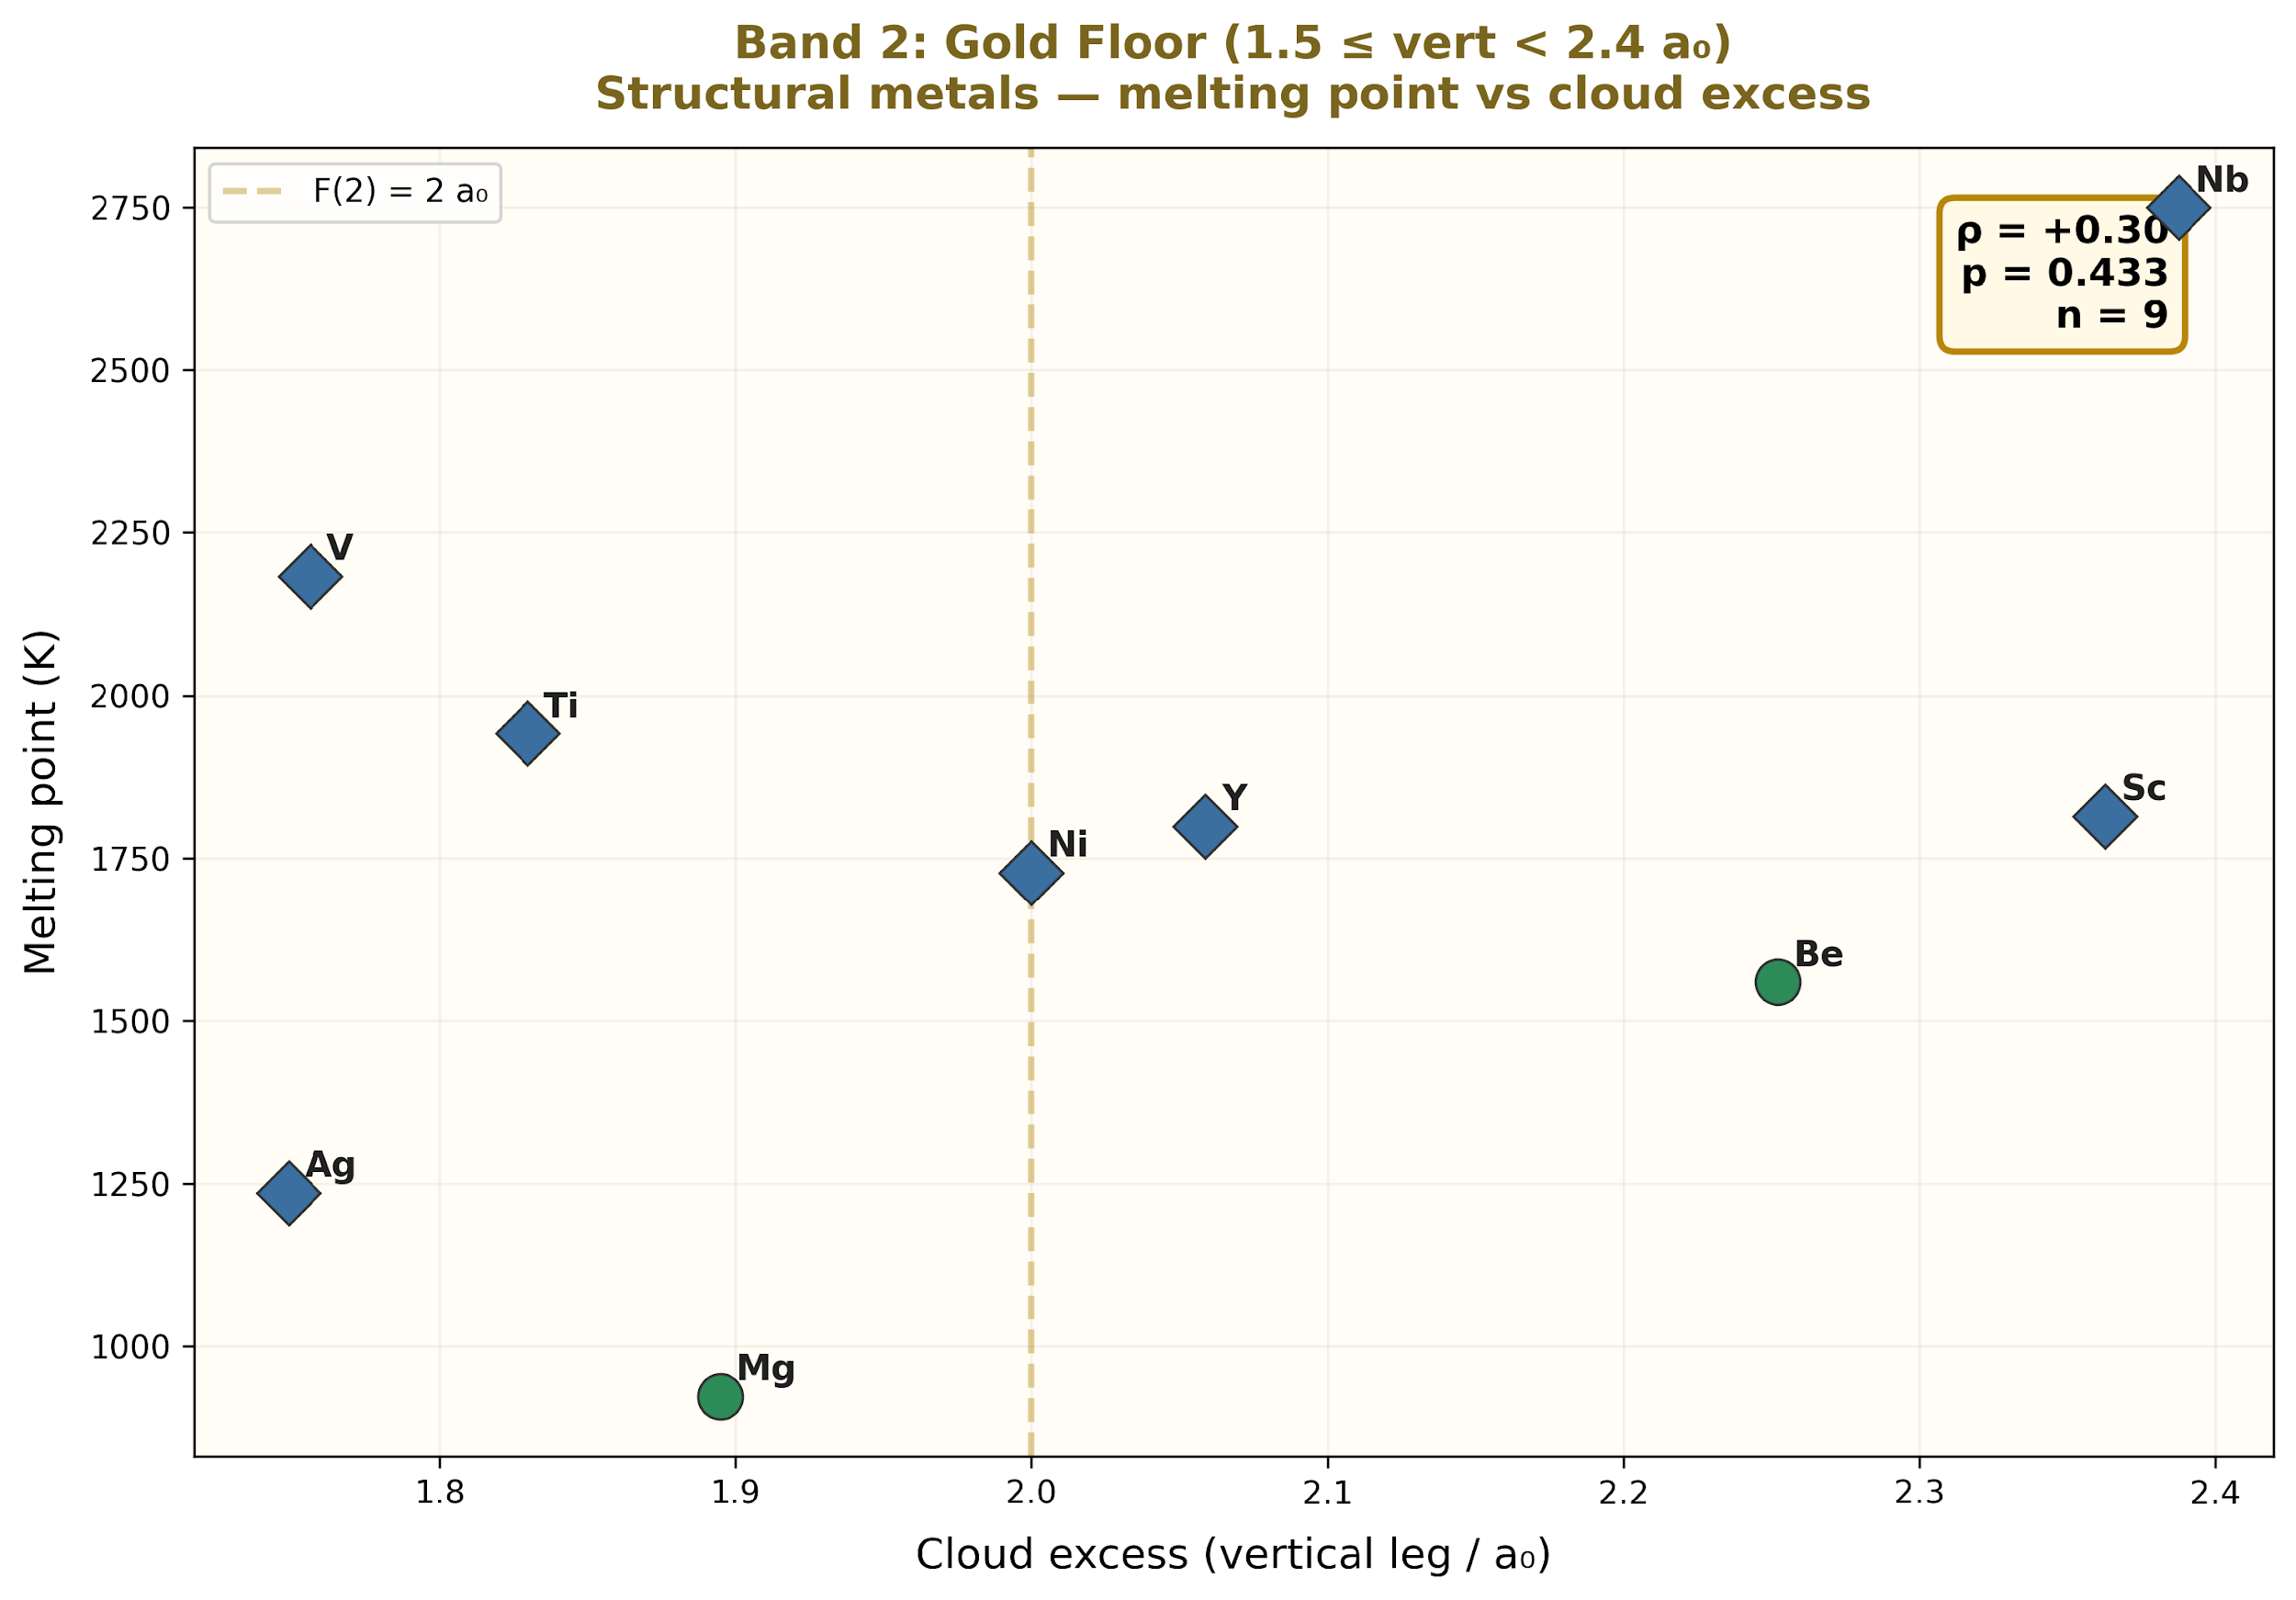 Band 2: Gold Floor (1.5 ≤ vert < 2.4 a₀)
Structural metals — melting point vs cloud excess
F(2) = 2 a₀
Nb
ρ = +0.30
p = 0.433
n = 9
V
Ti
Y
Sc
Ni
Be
Ag
Mg
Melting point (K)
2750
2500
2250
2000
1750
1500
1250
1000
1.8
1.9
2.0
2.1
2.2
2.3
2.4
Cloud excess (vertical leg / a₀)